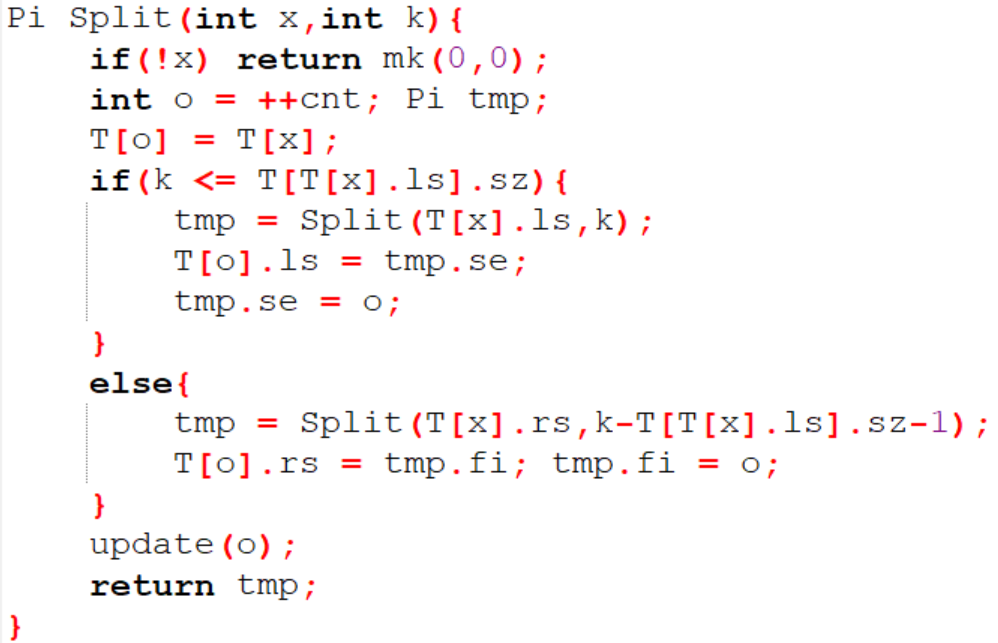 Pi Split(int x,int k){
    if(!x) return mk(0,0);
    int o = ++cnt; Pi tmp;
    T[o] = T[x];
    if(k <= T[T[x].ls].sz){
        tmp = Split(T[x].ls,k);
        T[o].ls = tmp.se;
        tmp.se = o;
    }
    else{
        tmp = Split(T[x].rs,k-T[T[x].ls].sz-1);
        T[o].rs = tmp.fi; tmp.fi = o;
    }
    update(o);
    return tmp;
}